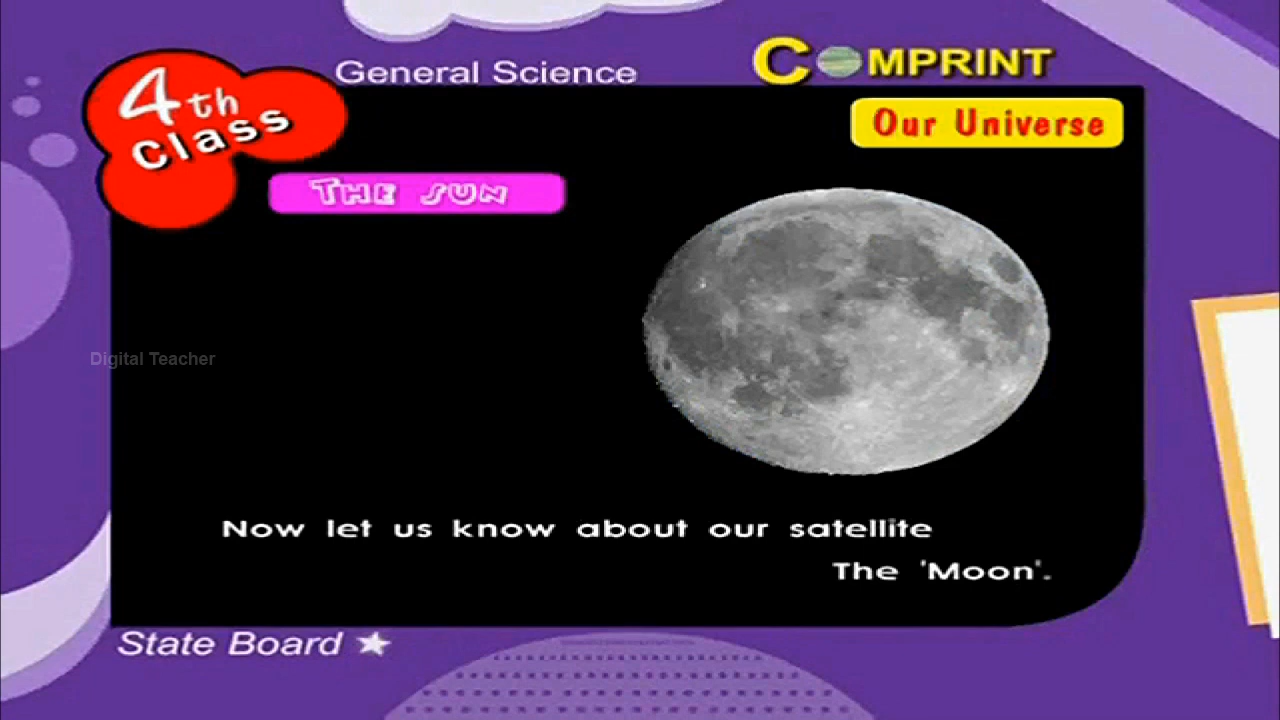 General Science
COMPRINT
4th
Class
Our Universe
THE SUN
Digital Teacher
Now let us know about our satellite
The 'Moon'.
State Board